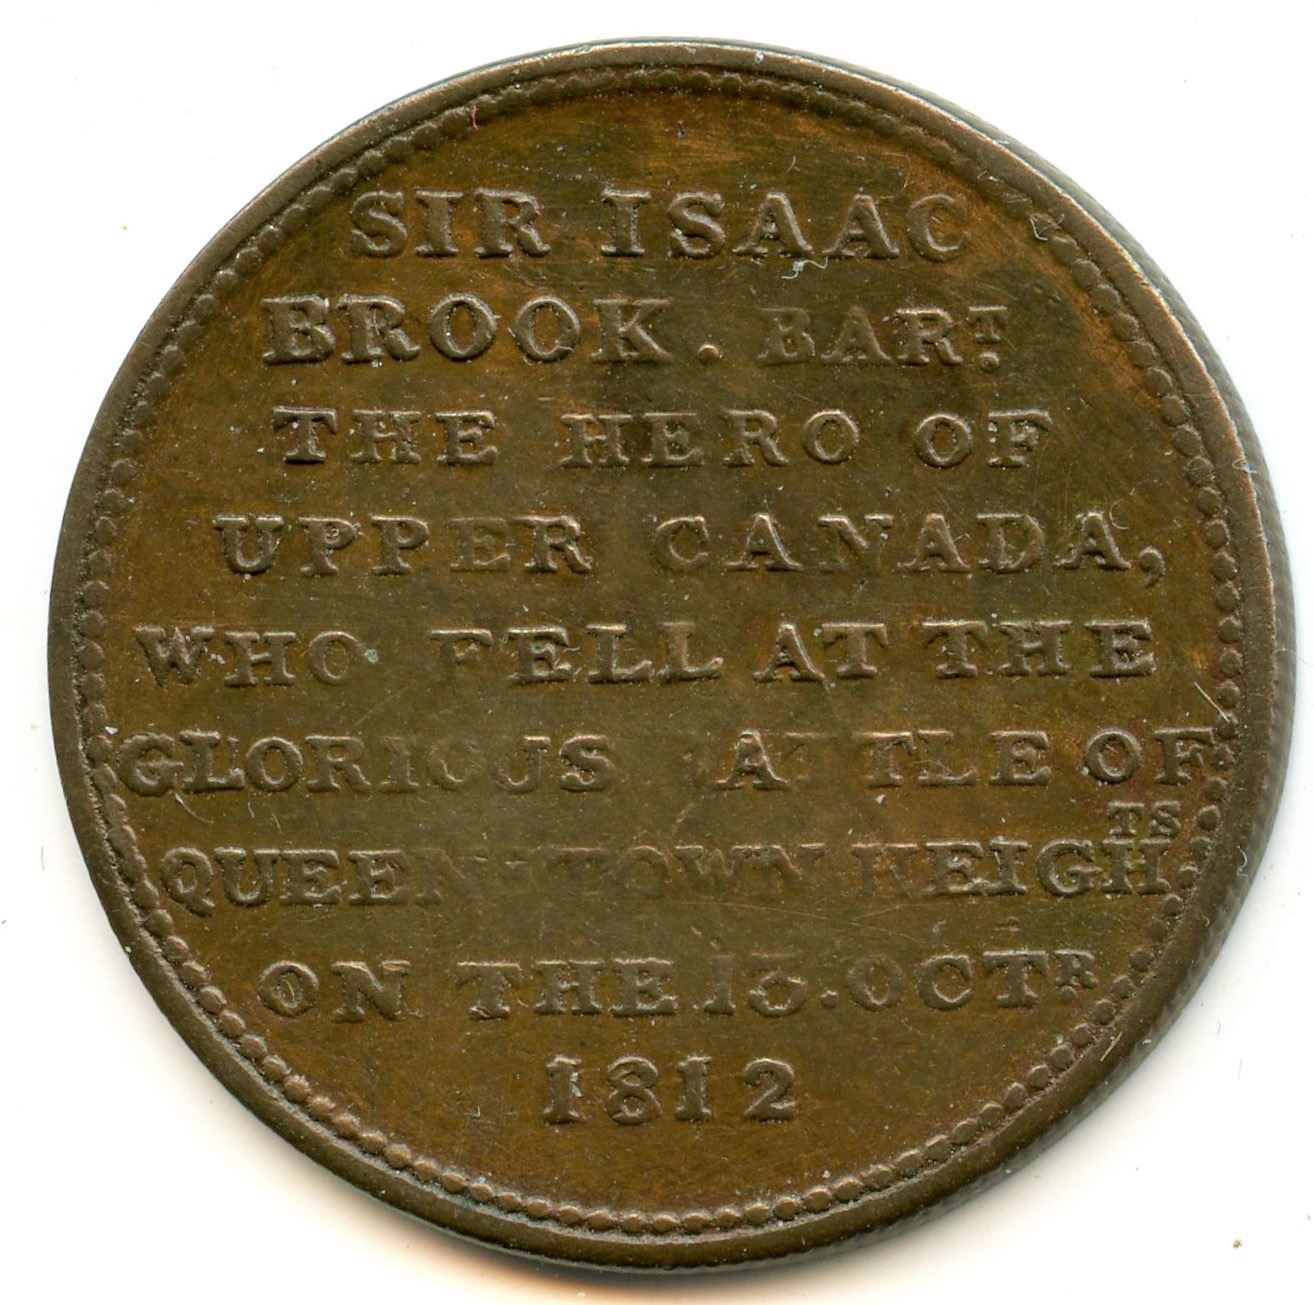 SIR ISAAC
BROOK. BART.
THE HERO OF
UPPER CANADA,
WHO FELL AT THE
GLORIOUS BATTLE OF
QUEENSTOWN HEIGHTS
ON THE 13.OCTR
1812